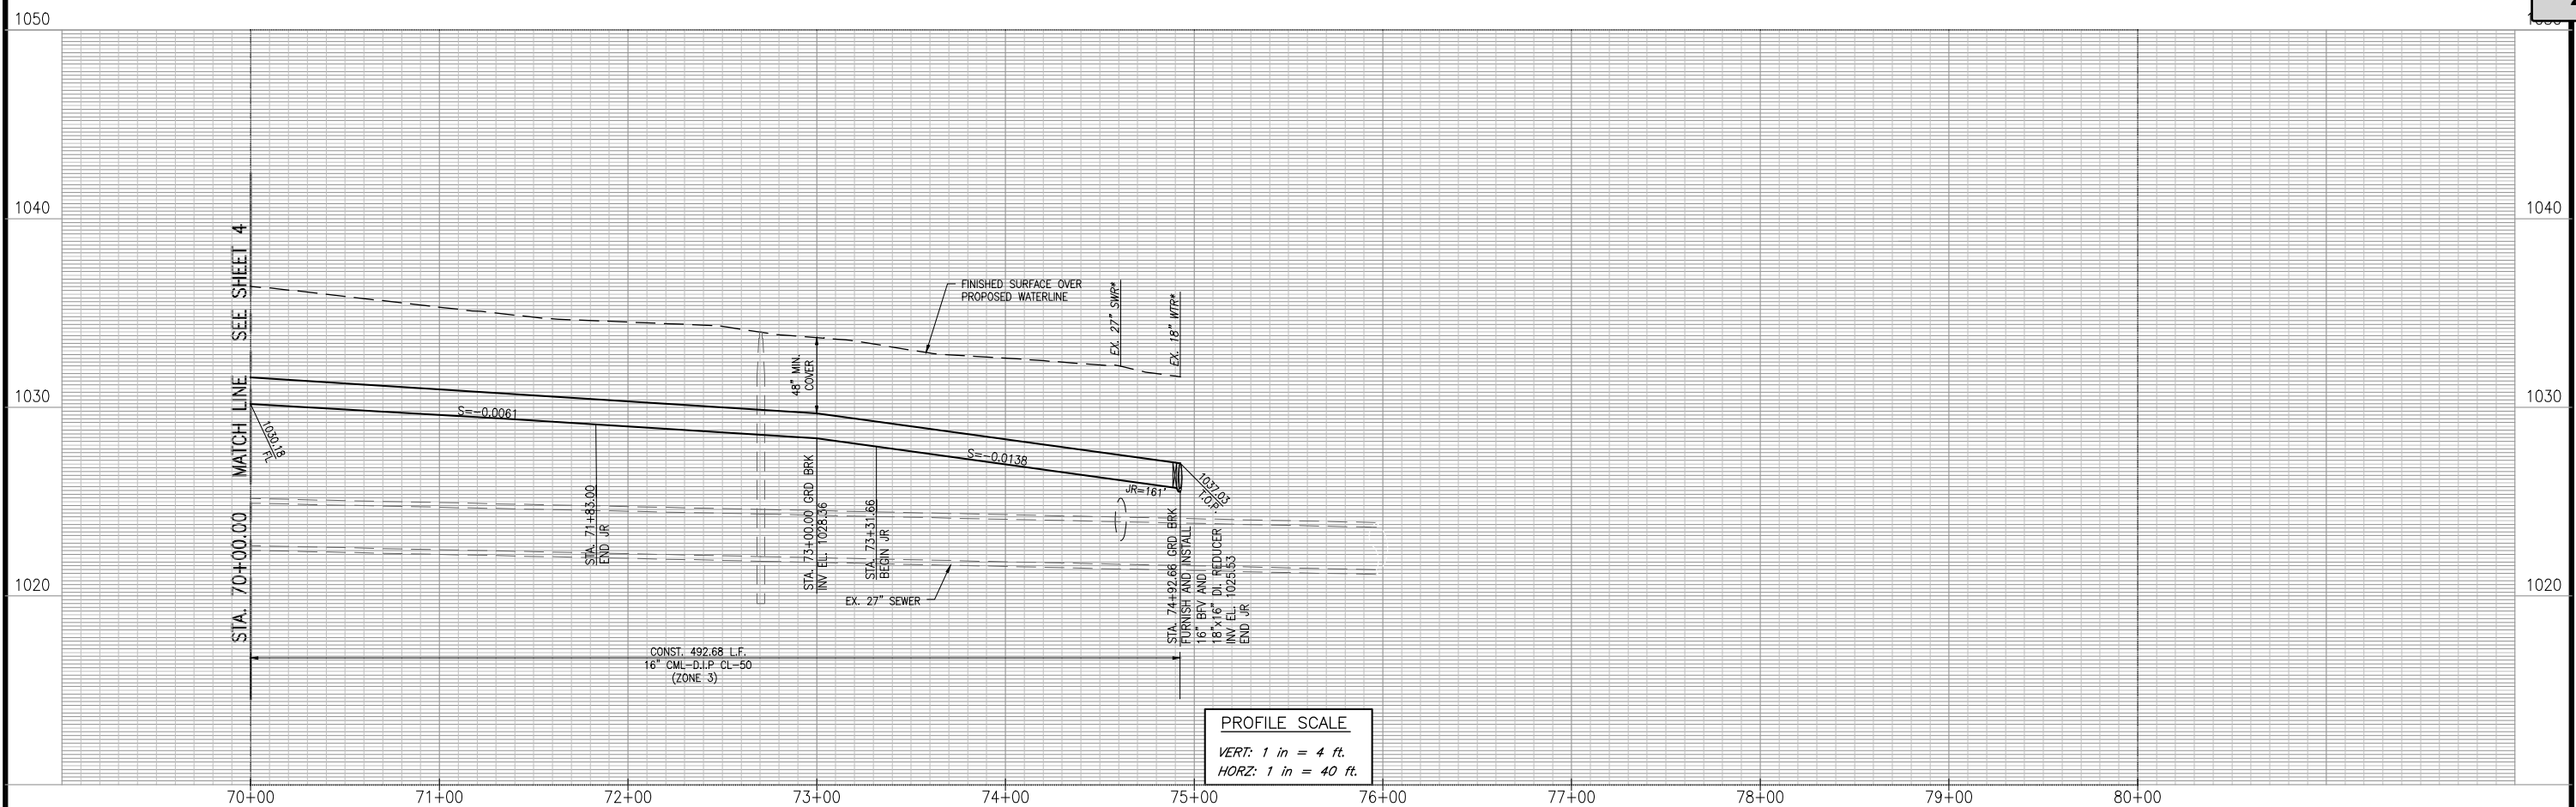 1050
1040
1030
1020
1040
1030
1020
STA. 70+00.00 MATCH LINE SEE SHEET 4
1030.18
FL
S=-0.0061
STA. 71+83.00
END JR
48" MIN.
COVER
STA. 73+00.00 GRD BRK
INV EL. 1028.36
STA. 73+31.66
BEGIN JR
FINISHED SURFACE OVER
PROPOSED WATERLINE
EX. 27" SWR*
EX. 18" WTR*
S=-0.0138
JR=161'
1037.03
T.O.P.
EX. 27" SEWER
STA. 74+92.66 GRD BRK
FURNISH AND INSTALL
16" BFV AND
18"x16" DI. REDUCER
INV EL. 1025.53
END JR
CONST. 492.68 L.F.
16" CML-D.I.P CL-50
(ZONE 3)
PROFILE SCALE
VERT: 1 in = 4 ft.
HORZ: 1 in = 40 ft.
70+00 71+00 72+00 73+00 74+00 75+00 76+00 77+00 78+00 79+00 80+00